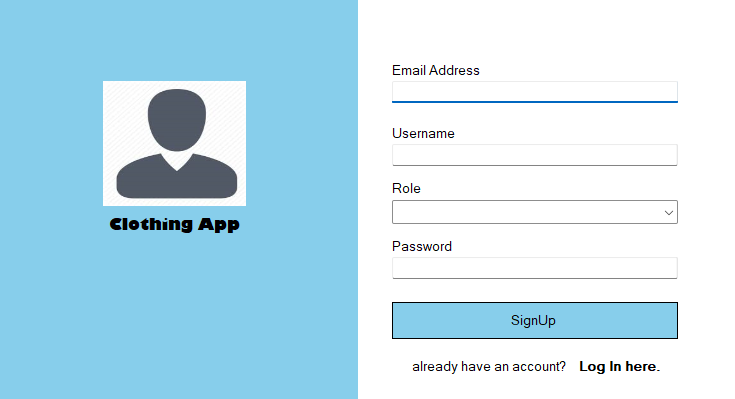 Clothing App
Email Address
Username
Role
Password
SignUp
already have an account? Log In here.